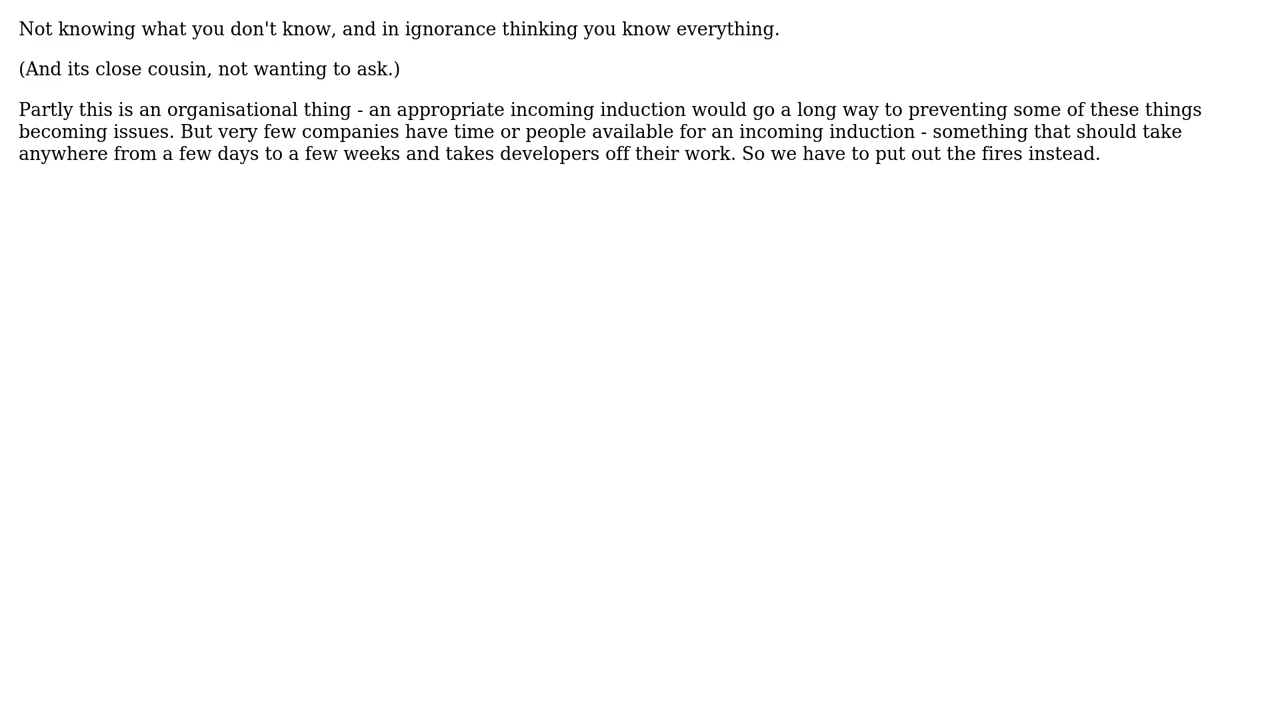 Not knowing what you don't know, and in ignorance thinking you know everything.
(And its close cousin, not wanting to ask.)
Partly this is an organisational thing - an appropriate incoming induction would go a long way to preventing some of these things
becoming issues. But very few companies have time or people available for an incoming induction - something that should take
anywhere from a few days to a few weeks and takes developers off their work. So we have to put out the fires instead.